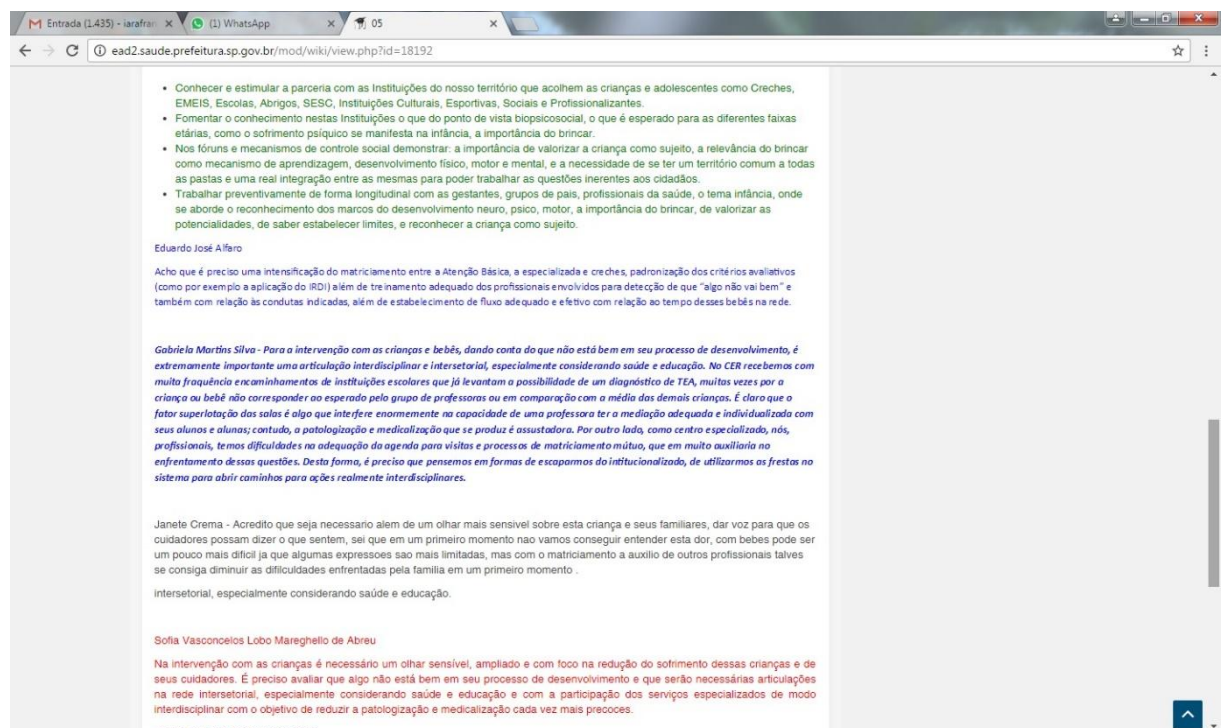 Entrada (1.435) - iarafran
(1) WhatsApp
05
ead2.saude.prefeitura.sp.gov.br/mod/wiki/view.php?id=18192
• Conhecer e estimular a parceria com as Instituições do nosso território que acolhem as crianças e adolescentes como Creches,
EMEIS, Escolas, Abrigos, SESC, Instituições Culturais, Esportivas, Sociais e Profissionalizantes.
• Fomentar o conhecimento nestas Instituições o que do ponto de vista biopsicosocial, o que é esperado para as diferentes faixas
etárias, como o sofrimento psíquico se manifesta na infância, a importância do brincar.
• Nos fóruns e mecanismos de controle social demonstrar: a importância de valorizar a criança como sujeito, a relevância do brincar
como mecanismo de aprendizagem, desenvolvimento físico, motor e mental, e a necessidade de se ter um território comum a todas
as pastas e uma real integração entre as mesmas para poder trabalhar as questões inerentes aos cidadãos.
• Trabalhar preventivamente de forma longitudinal com as gestantes, grupos de pais, profissionais da saúde, o tema infância, onde
se aborde o reconhecimento dos marcos do desenvolvimento neuro, psico, motor, a importância do brincar, de valorizar as
potencialidades, de saber estabelecer limites, e reconhecer a criança como sujeito.
Eduardo José Alfaro
Acho que é preciso uma intensificação do matriciamento entre a Atenção Básica, a especializada e creches, padronização dos critérios avaliativos
(como por exemplo a aplicação do IRDI) além de treinamento adequado dos profissionais envolvidos para detecção de que "algo não vai bem" e
também com relação às condutas indicadas, além de estabelecimento de fluxo adequado e efetivo com relação ao tempo desses bebês na rede.
Gabriela Martins Silva - Para a intervenção com as crianças e bebês, dando conta do que não está bem em seu processo de desenvolvimento, é
extremamente importante uma articulação interdisciplinar e intersetorial, especialmente considerando saúde e educação. No CER recebemos com
muita fraquência encaminhamentos de instituições escolares que já levantam a possibilidade de um diagnóstico de TEA, muitas vezes por a
criança ou bebê não corresponder ao esperado pelo grupo de professoras ou em comparação com a média das demais crianças. É claro que o
fator superlotação das salas é algo que interfere enormemente na capacidade de uma professora ter a mediação adequada e individualizada com
seus alunos e alunas; contudo, a patologização e medicalização que se produz é assustadora. Por outro lado, como centro especializado, nós,
profissionais, temos dificuldades na adequação da agenda para visitas e processos de matriciamento mútuo, que em muito auxiliaria no
enfrentamento dessas questões. Desta forma, é preciso que pensemos em formas de escaparmos do intitucionalizado, de utilizarmos as frestas no
sistema para abrir caminhos para ações realmente interdisciplinares.
Janete Crema - Acredito que seja necessario alem de um olhar mais sensivel sobre esta criança e seus familiares, dar voz para que os
cuidadores possam dizer o que sentem, sei que em um primeiro momento nao vamos conseguir entender esta dor, com bebes pode ser
um pouco mais dificil ja que algumas expressoes sao mais limitadas, mas com o matriciamento a auxilio de outros profissionais talves
se consiga diminuir as difilculdades enfrentadas pela familia em um primeiro momento .
intersetorial, especialmente considerando saúde e educação.
Sofia Vasconcelos Lobo Mareghello de Abreu
Na intervenção com as crianças é necessário um olhar sensível, ampliado e com foco na redução do sofrimento dessas crianças e de
seus cuidadores. É preciso avaliar que algo não está bem em seu processo de desenvolvimento e que serão necessárias articulações
na rede intersetorial, especialmente considerando saúde e educação e com a participação dos serviços especializados de modo
interdisciplinar com o objetivo de reduzir a patologização e medicalização cada vez mais precoces.